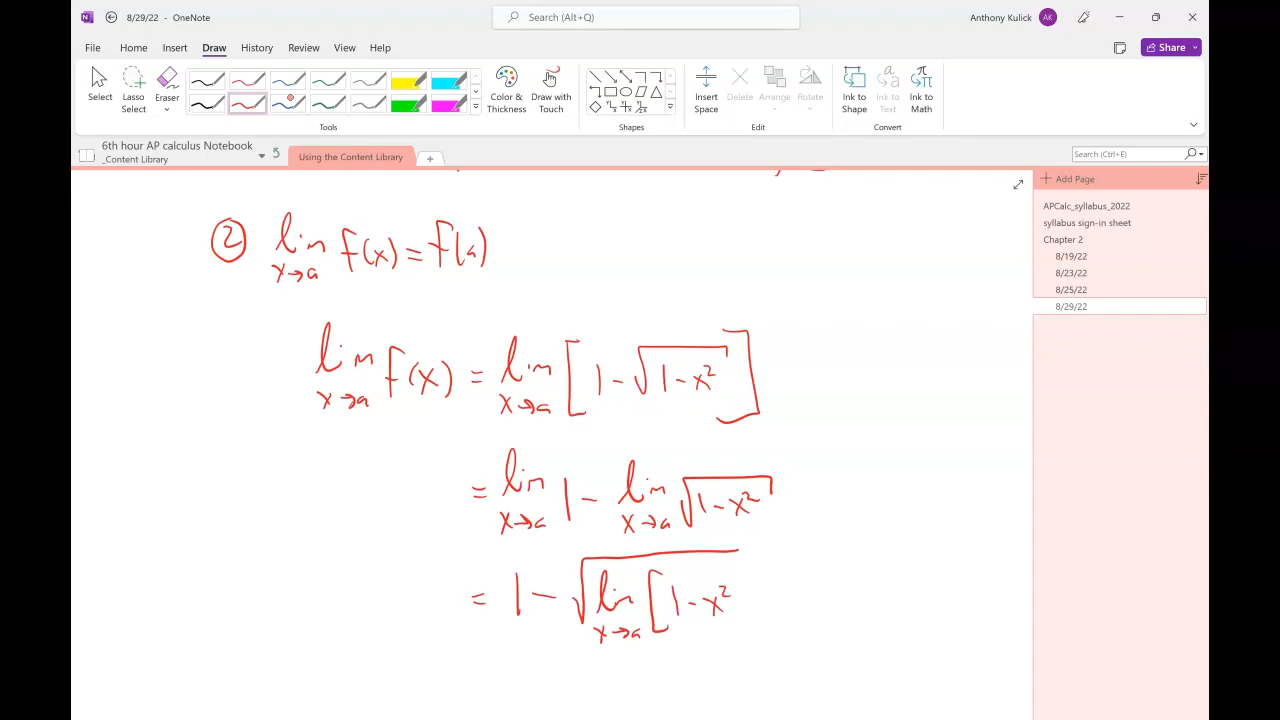 8/29/22 - OneNote
Search (Alt+Q)
Anthony Kulick
AK
File Home Insert Draw History Review View Help
Share
Select
Lasso Select
Eraser
Color & Thickness
Draw with Touch
Insert Space
Delete
Arrange
Rotate
Ink to Shape
Ink to Text
Ink to Math
Tools
Shapes
Edit
Convert
6th hour AP calculus Notebook
_Content Library
Using the Content Library
Search (Ctrl+E)
Add Page
APCalc_syllabus_2022
syllabus sign-in sheet
Chapter 2
8/19/22
8/23/22
8/25/22
8/29/22
② lim x→a f(x) = f(a)
lim x→a f(x) = lim x→a [1 - √(1-x²)]
= lim x→a 1 - lim x→a √(1-x²)
= 1 - √(lim x→a [1-x²